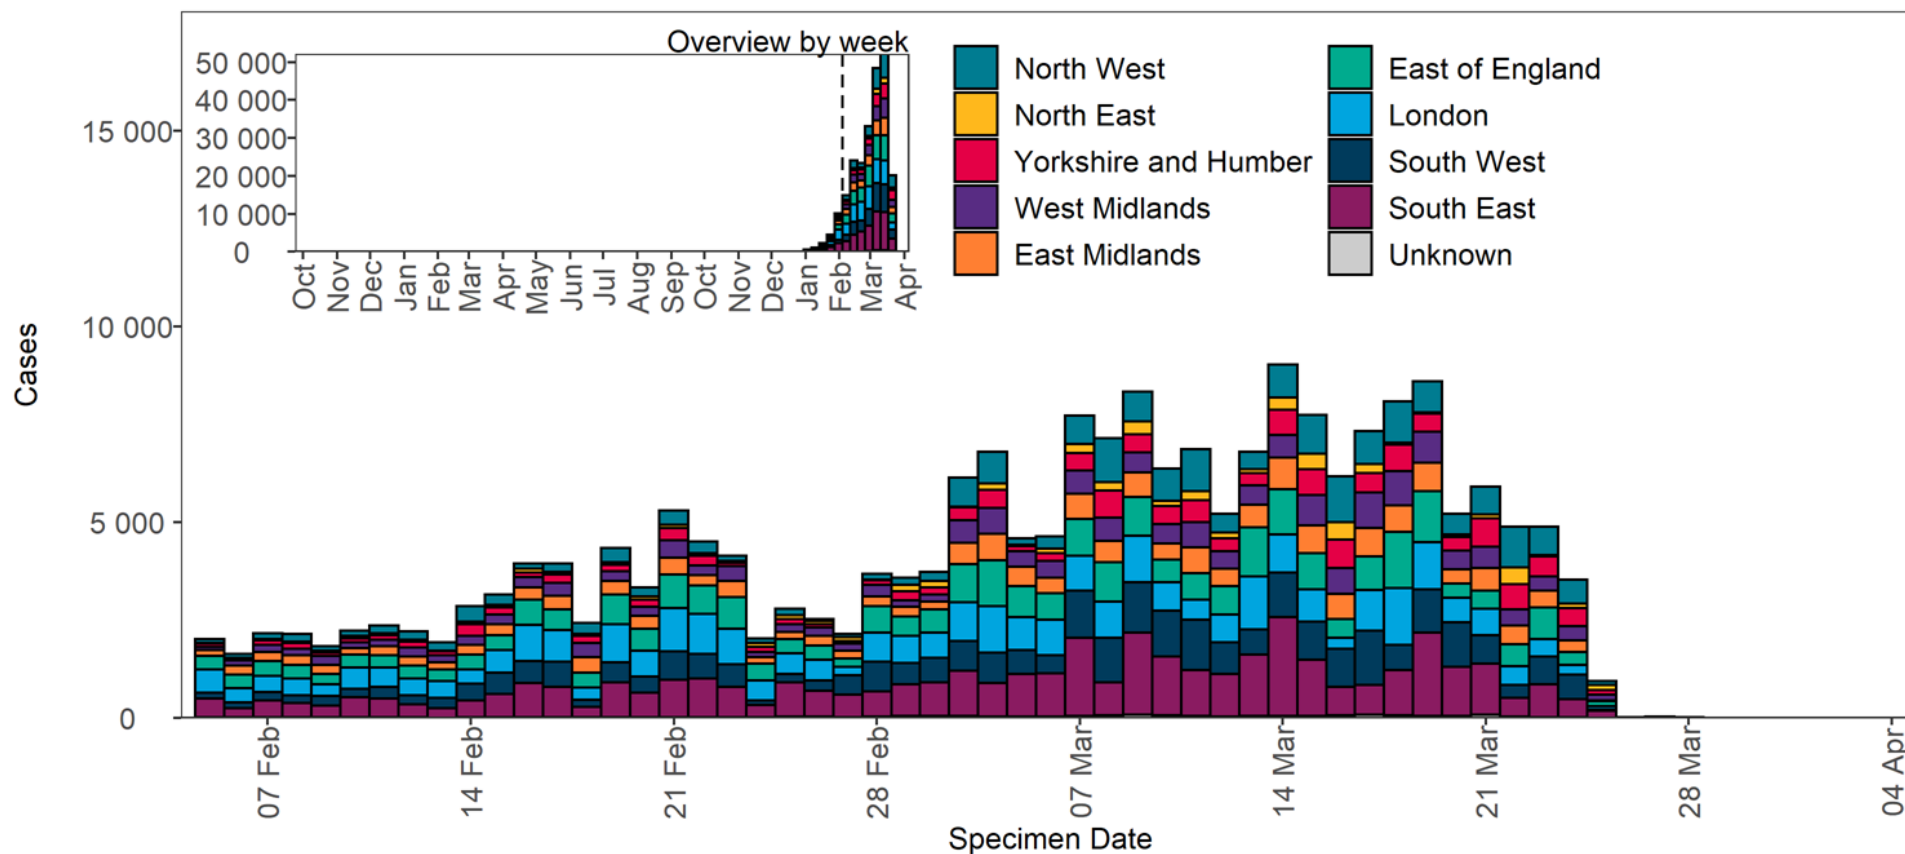 Overview by week
50 000
40 000
30 000
20 000
10 000
0
Oct Nov Dec Jan Feb Mar Apr May Jun Jul Aug Sep Oct Nov Dec Jan Feb Mar Apr
North West
North East
Yorkshire and Humber
West Midlands
East Midlands
East of England
London
South West
South East
Unknown
Cases
15 000
10 000
5 000
0
07 Feb 14 Feb 21 Feb 28 Feb 07 Mar 14 Mar 21 Mar 28 Mar 04 Apr
Specimen Date